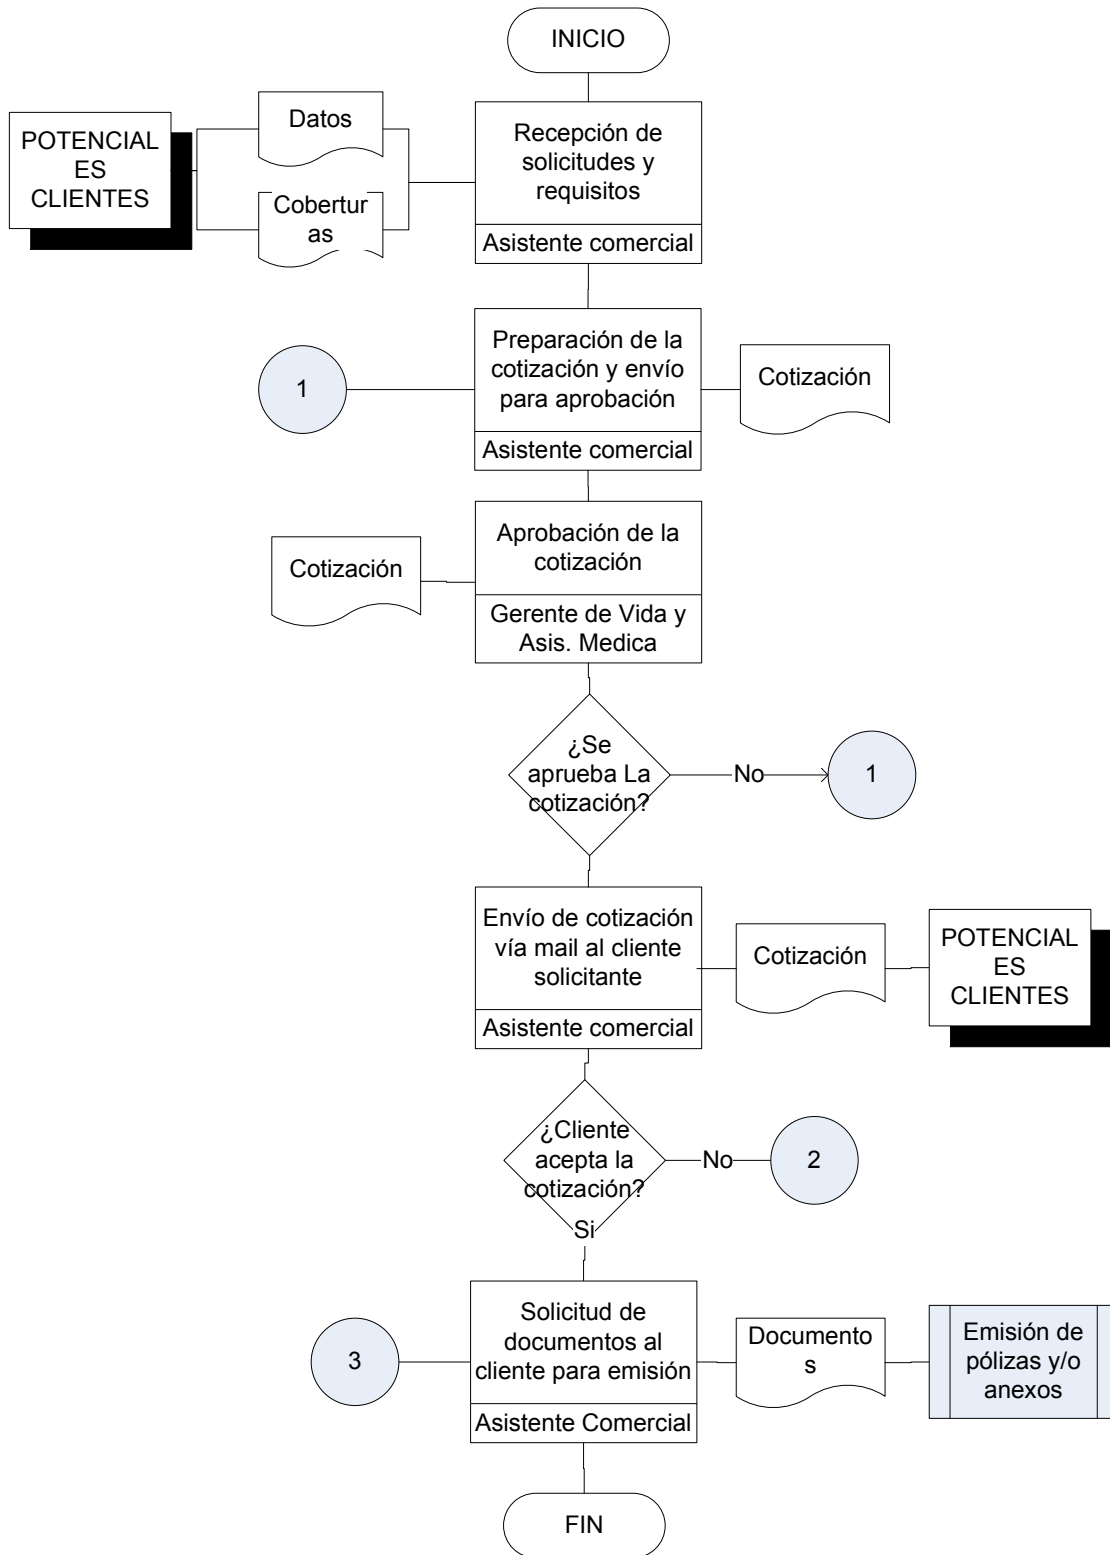 INICIO
POTENCIAL
ES
CLIENTES
Datos
Cobertur
as
Recepción de
solicitudes y
requisitos
Asistente comercial
1
Preparación de la
cotización y envío
para aprobación
Asistente comercial
Cotización
Cotización
Aprobación de la
cotización
Gerente de Vida y
Asis. Medica
¿Se
aprueba La
cotización?
No
1
Envío de cotización
vía mail al cliente
solicitante
Asistente comercial
Cotización
POTENCIAL
ES
CLIENTES
¿Cliente
acepta la
cotización?
No
2
Si
3
Solicitud de
documentos al
cliente para emisión
Asistente Comercial
Documento
s
Emisión de
pólizas y/o
anexos
FIN